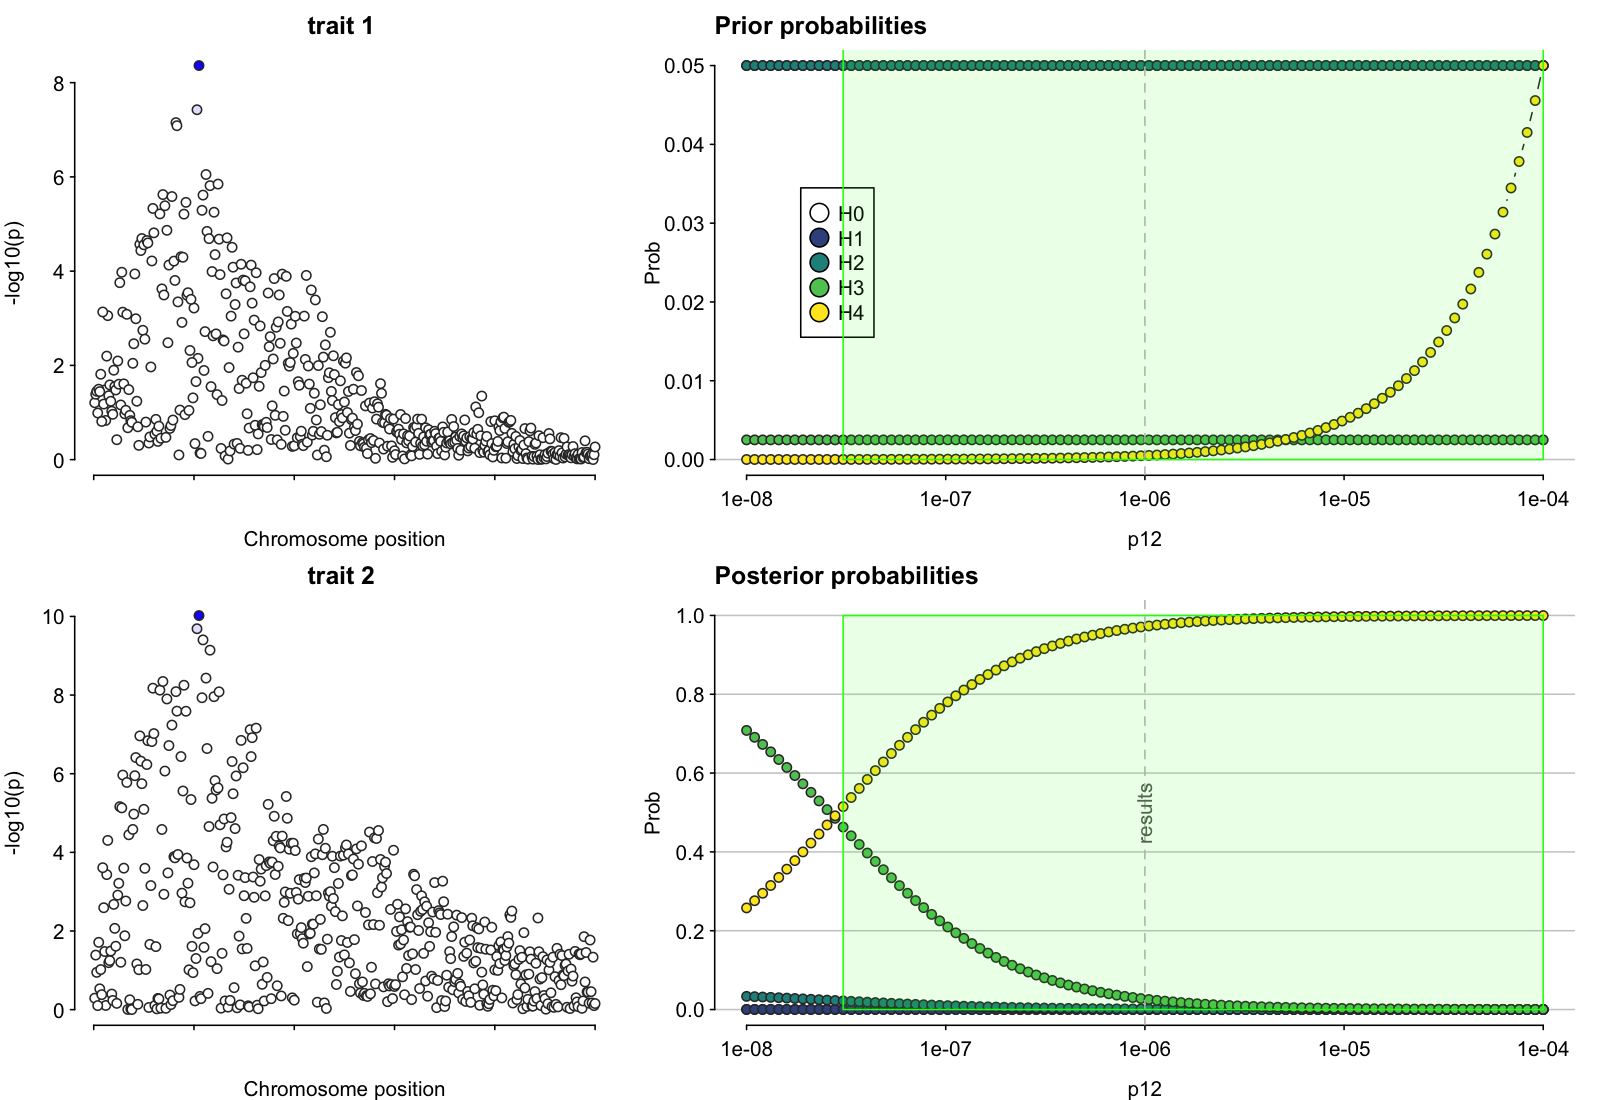 trait 1
8
6
4
2
0
-log10(p)
Chromosome position
Prior probabilities
0.05
0.04
0.03
0.02
0.01
0.00
Prob
H0
H1
H2
H3
H4
1e-08 1e-07 1e-06 1e-05 1e-04
p12
trait 2
10
8
6
4
2
0
-log10(p)
Chromosome position
Posterior probabilities
1.0
0.8
0.6
0.4
0.2
0.0
Prob
results
1e-08 1e-07 1e-06 1e-05 1e-04
p12